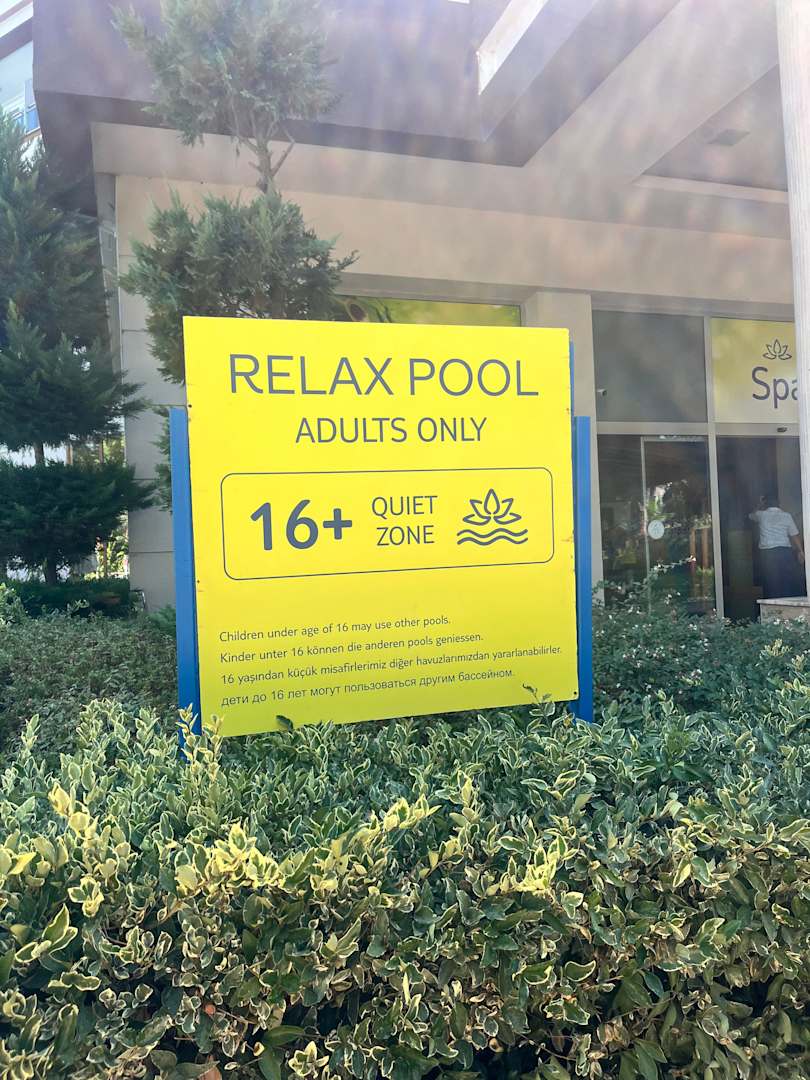 RELAX POOL
ADULTS ONLY
16+
QUIET
ZONE
Children under age of 16 may use other pools.
Kinder unter 16 können die anderen pools geniessen.
16 yaşından küçük misafirlerimiz diğer havuzlarımızdan yararlanabilirler.
дети до 16 лет могут пользоваться другим бассейном.
Spa